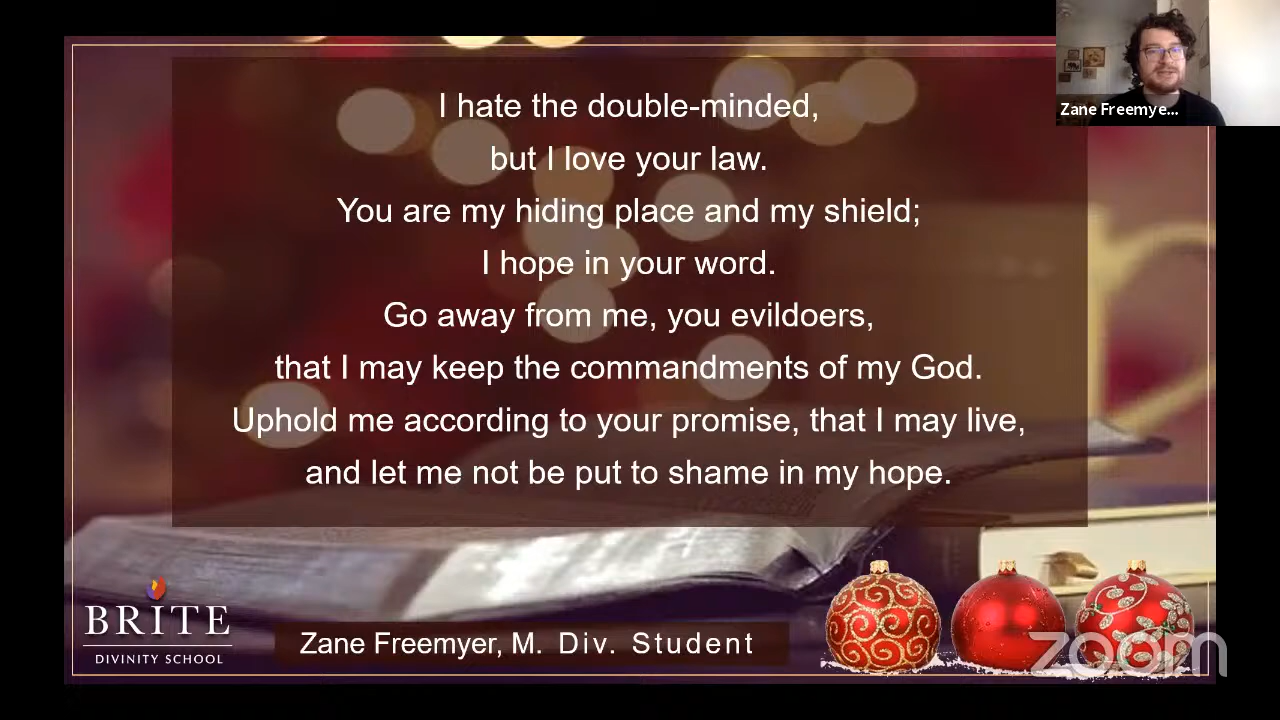 Zane Freemye...
I hate the double-minded,
but I love your law.
You are my hiding place and my shield;
I hope in your word.
Go away from me, you evildoers,
that I may keep the commandments of my God.
Uphold me according to your promise, that I may live,
and let me not be put to shame in my hope.
BRITE
DIVINITY SCHOOL
Zane Freemyer, M. Div. Student
zoom